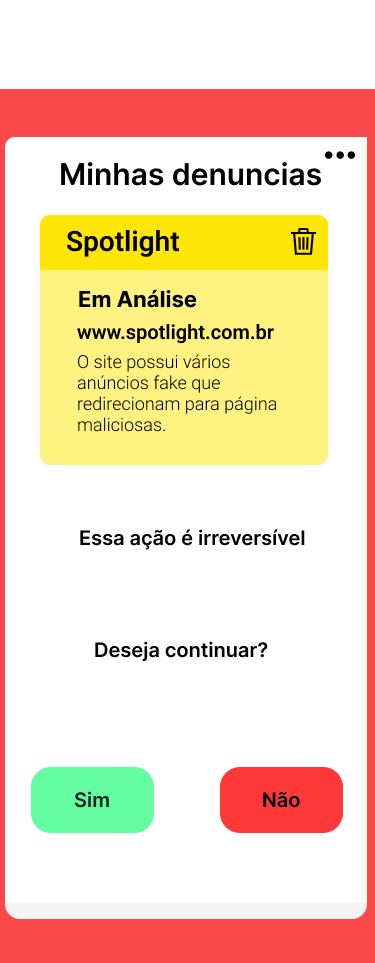 Minhas denuncias
Spotlight
Em Análise
www.spotlight.com.br
O site possui vários
anúncios fake que
redirecionam para página
maliciosas.
Essa ação é irreversível
Deseja continuar?
Sim
Não